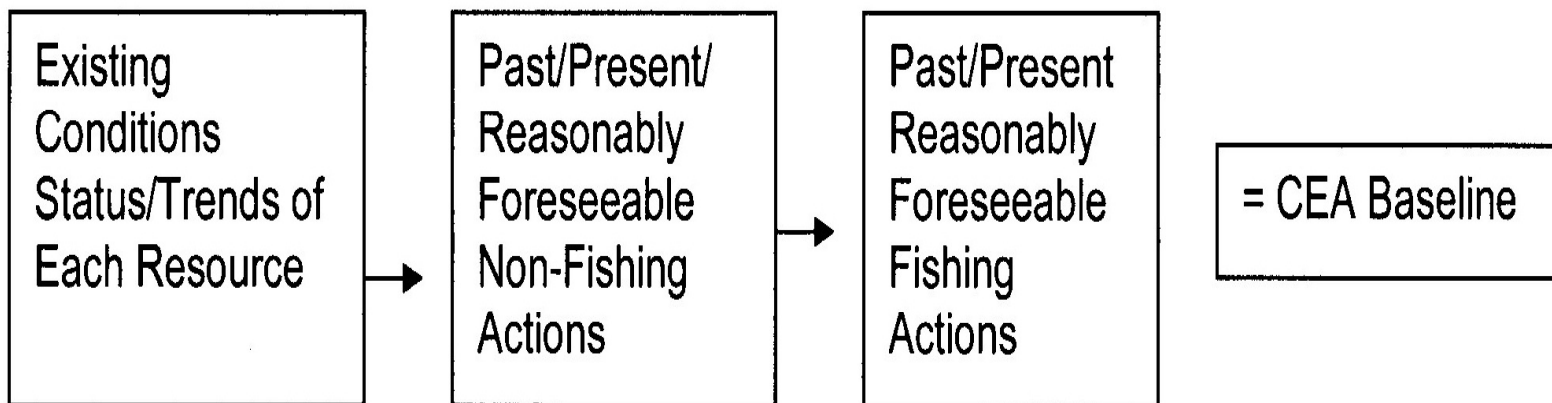 Existing
Conditions
Status/Trends of
Each Resource
Past/Present/
Reasonably
Foreseeable
Non-Fishing
Actions
Past/Present
Reasonably
Foreseeable
Fishing
Actions
= CEA Baseline